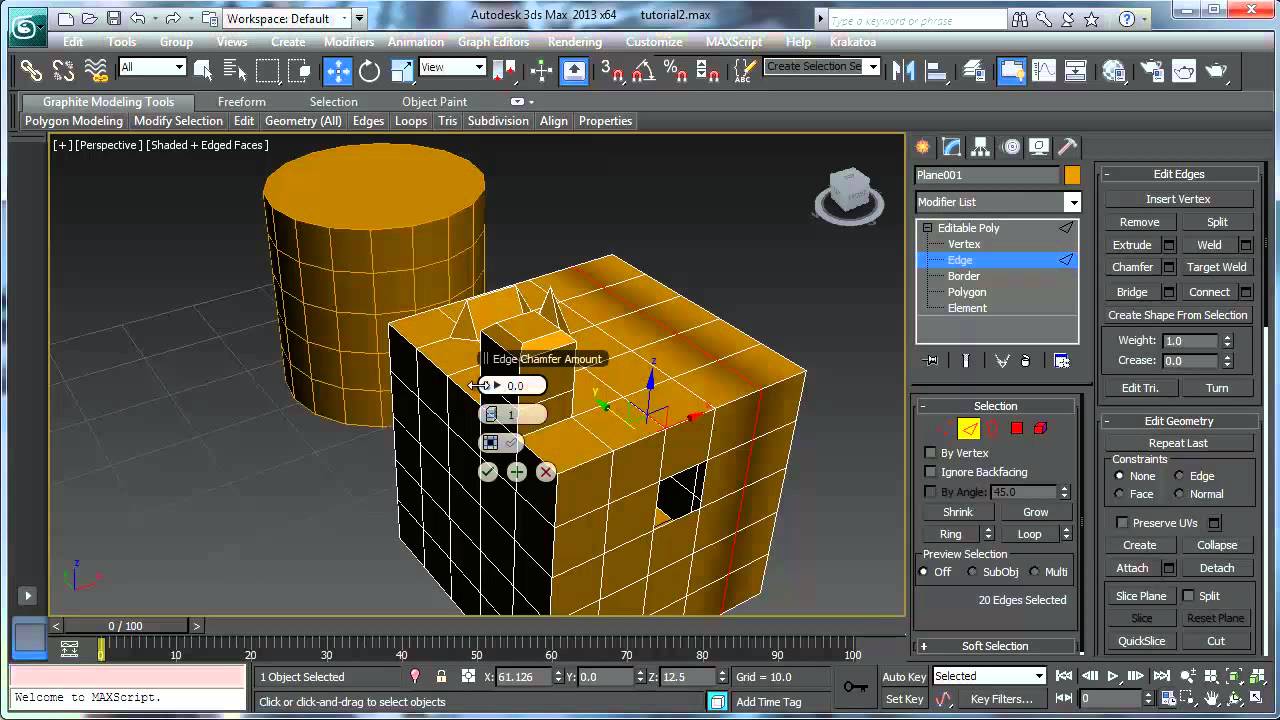 Workspace: Default
Autodesk 3ds Max 2013 x64 tutorial2.max
Type a keyword or phrase
Edit Tools Group Views Create Modifiers Animation Graph Editors Rendering Customize MAXScript Help Krakatoa
All
View
3
ABC
Create Selection Se
Graphite Modeling Tools Freeform Selection Object Paint
Polygon Modeling Modify Selection Edit Geometry (All) Edges Loops Tris Subdivision Align Properties
[+] [Perspective] [Shaded + Edged Faces]
Edge Chamfer Amount
0.0
1
z
y
z
Plane001
Modifier List
Editable Poly
Vertex
Edge
Border
Polygon
Element
- Selection
By Vertex
Ignore Backfacing
By Angle: 45.0
Shrink Grow
Ring Loop
Preview Selection
Off SubObj Multi
20 Edges Selected
+ Soft Selection
- Edit Edges
Insert Vertex
Remove Split
Extrude Weld
Chamfer Target Weld
Bridge Connect
Create Shape From Selection
Weight: 1.0
Crease: 0.0
Edit Tri. Turn
- Edit Geometry
Repeat Last
Constraints
None Edge
Face Normal
Preserve UVs
Create Collapse
Attach Detach
Slice Plane Split
Slice Reset Plane
QuickSlice Cut
< 0 / 100 >
0 10 20 30 40 50 60 70 80 90 100
Welcome to MAXScript.
1 Object Selected
X: 61.126 Y: 0.0 Z: 12.5 Grid = 10.0
Click or click-and-drag to select objects
Add Time Tag
Auto Key Selected
Set Key Key Filters...
0